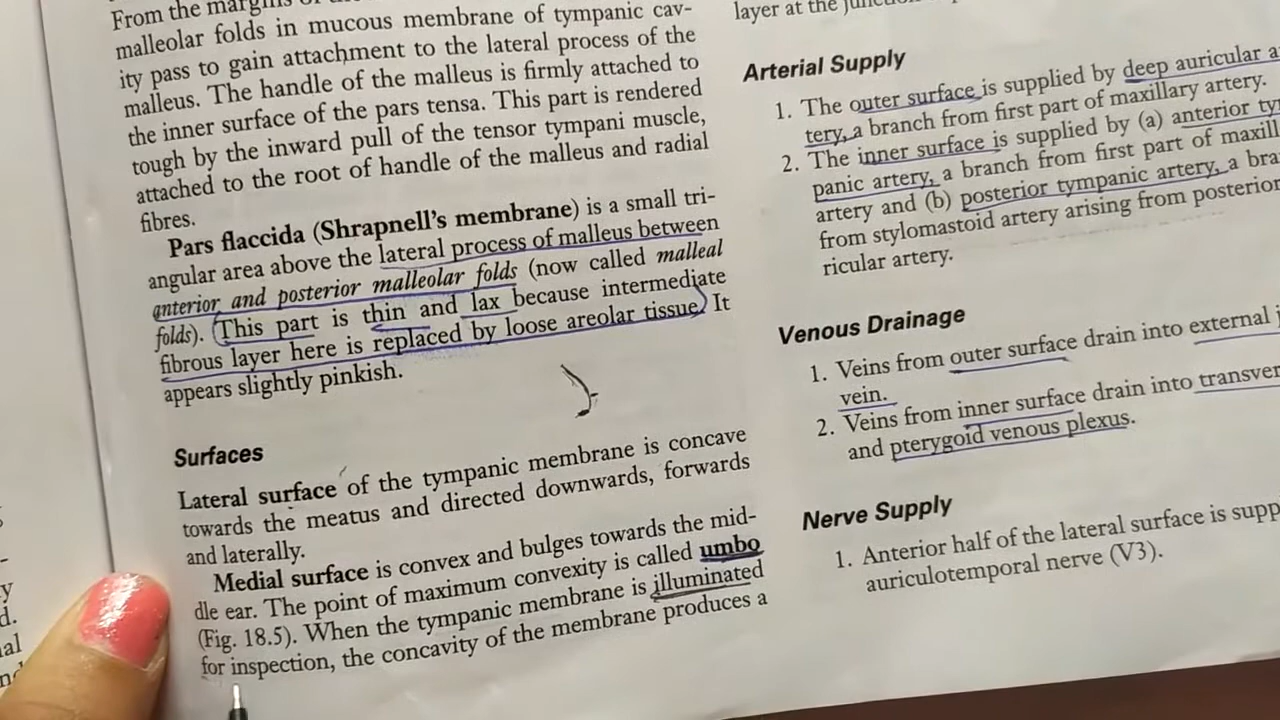 From the margins of the
malleolar folds in mucous membrane of tympanic cav-
ity pass to gain attachment to the lateral process of the
malleus. The handle of the malleus is firmly attached to
the inner surface of the pars tensa. This part is rendered
tough by the inward pull of the tensor tympani muscle,
attached to the root of handle of the malleus and radial
fibres.
Pars flaccida (Shrapnell's membrane) is a small tri-
angular area above the lateral process of malleus between
anterior and posterior malleolar folds (now called malleal
folds). This part is thin and lax because intermediate
fibrous layer here is replaced by loose areolar tissue. It
appears slightly pinkish.
Surfaces
Lateral surface of the tympanic membrane is concave
towards the meatus and directed downwards, forwards
and laterally.
Medial surface is convex and bulges towards the mid-
dle ear. The point of maximum convexity is called umbo
(Fig. 18.5). When the tympanic membrane is illuminated
for inspection, the concavity of the membrane produces a
layer at the
Arterial Supply
1. The outer surface is supplied by deep auricular
tery, a branch from first part of maxillary artery.
2. The inner surface is supplied by (a) anterior
panic artery, a branch from first part of
artery and (b) posterior tympanic artery, a
from stylomastoid artery arising from posterior
ricular artery.
Venous Drainage
1. Veins from outer surface drain into external
vein.
2. Veins from inner surface drain into
and pterygoid venous plexus.
Nerve Supply
1. Anterior half of the lateral surface is
auriculotemporal nerve (V3).